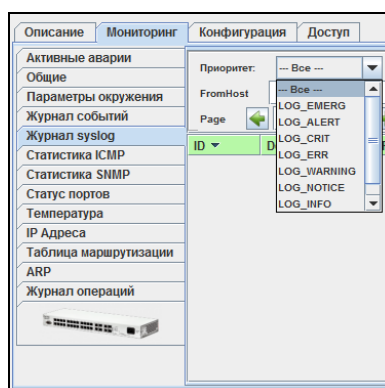 Описание Мониторинг Конфигурация Доступ
Активные аварии
Общие
Параметры окружения
Журнал событий
Журнал syslog
Статистика ICMP
Статистика SNMP
Статус портов
Температура
IP Адреса
Таблица маршрутизации
ARP
Журнал операций
Приоритет: --- Все ---
FromHost
Page
ID
--- Все ---
LOG_EMERG
LOG_ALERT
LOG_CRIT
LOG_ERR
LOG_WARNING
LOG_NOTICE
LOG_INFO